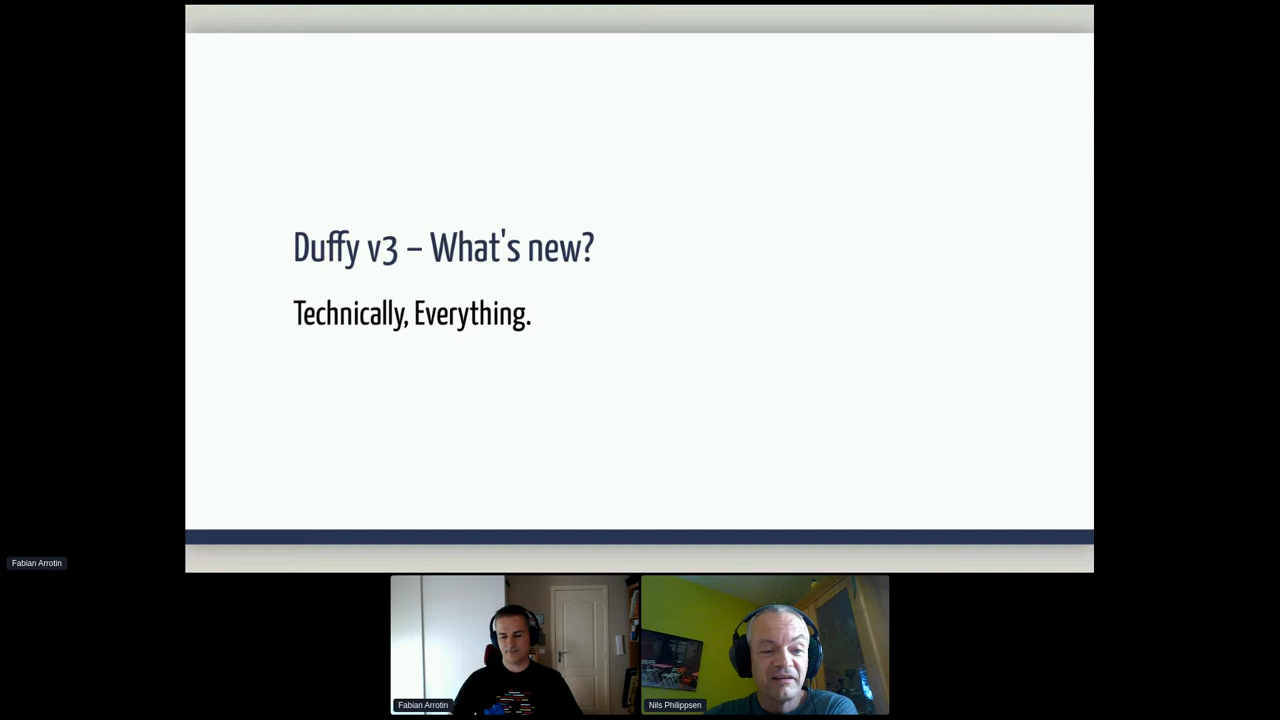 Duffy v3 – What's new?
Technically, Everything.
Fabian Arrotin
Fabian Arrotin
Nils Philippsen